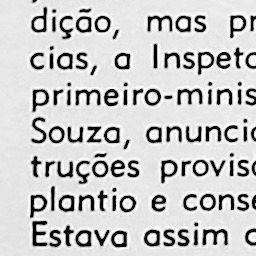 dição, mas pr
cias, a Inspeto
primeiro-minis
Souza, anuncio
truções proviso
plantio e conse
Estava assim